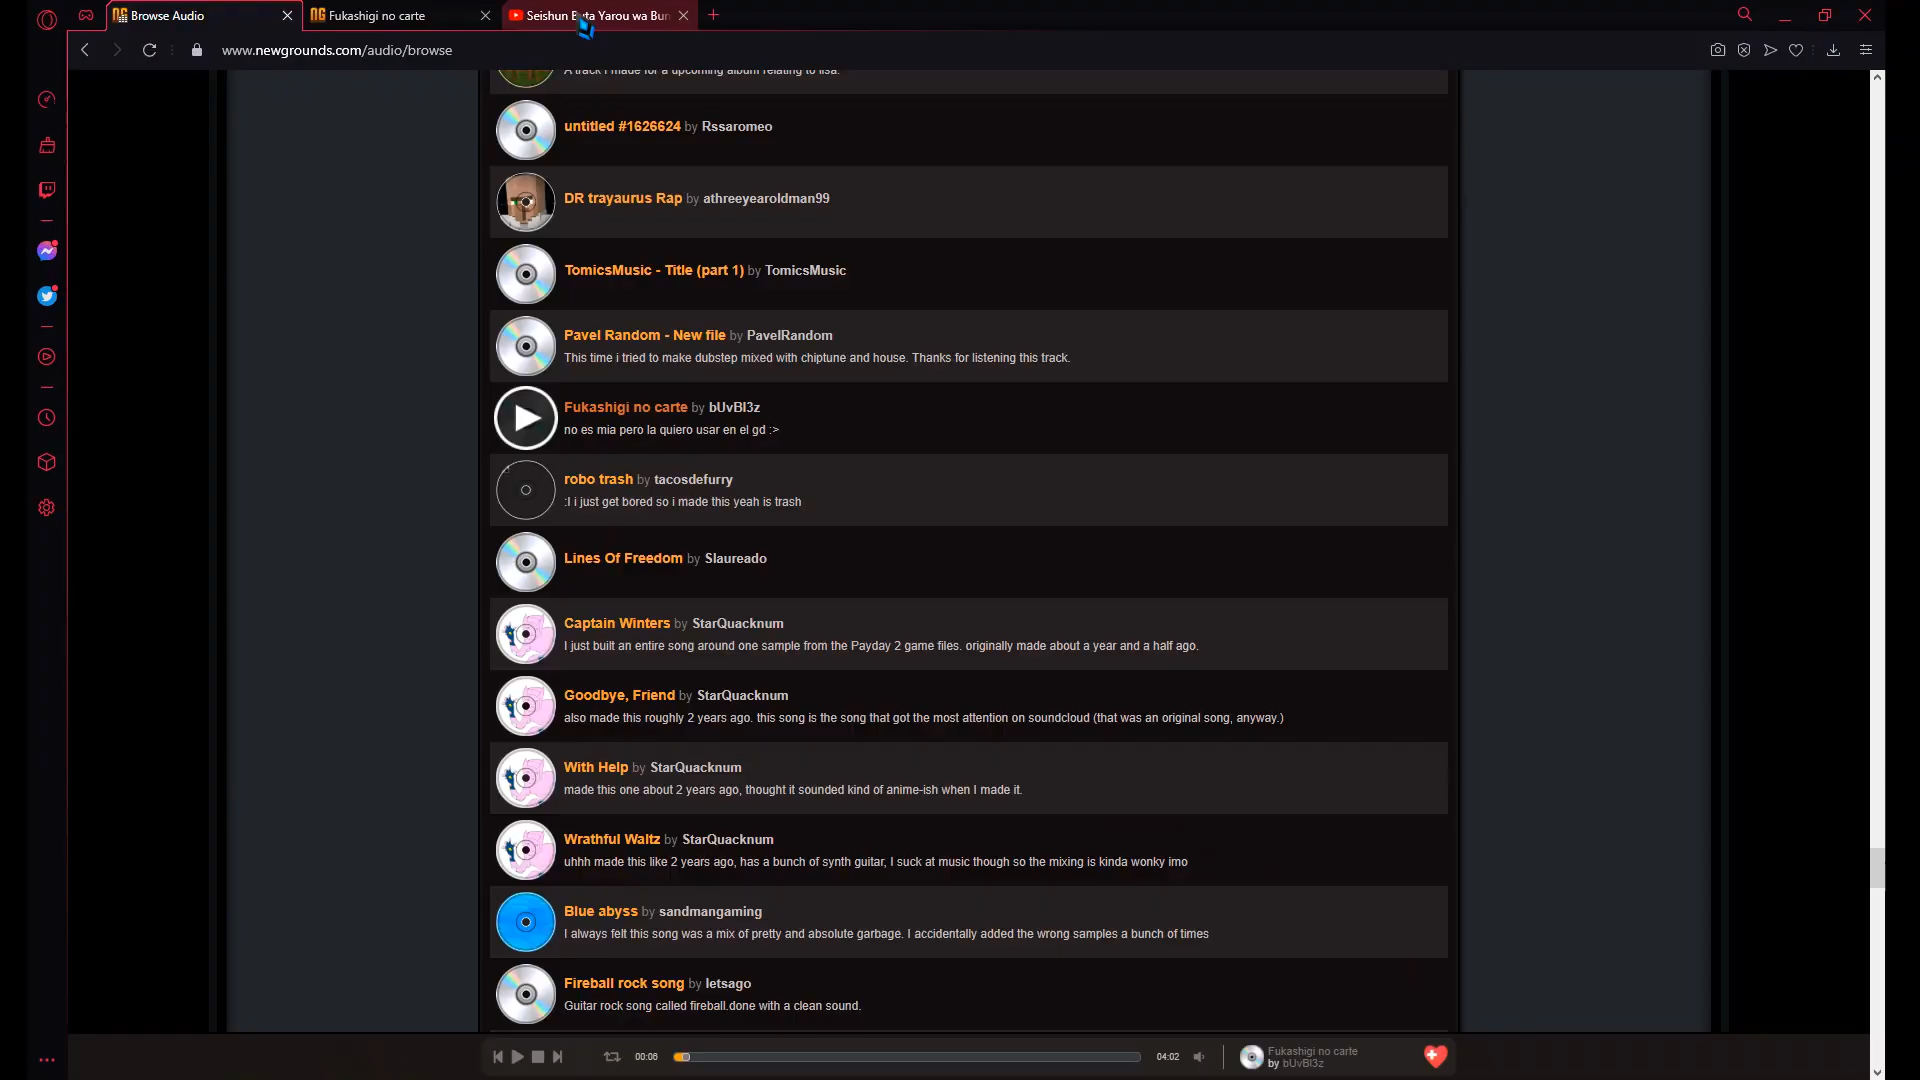 Browse Audio
Fukashigi no carte
Seishun Buta Yarou wa Bun
www.newgrounds.com/audio/browse
A track I made for a upcoming album relating to lisa.
untitled #1626624 by Rssaromeo
DR trayaurus Rap by athreeyearoldman99
TomicsMusic - Title (part 1) by TomicsMusic
Pavel Random - New file by PavelRandom
This time i tried to make dubstep mixed with chiptune and house. Thanks for listening this track.
Fukashigi no carte by bUvBl3z
no es mia pero la quiero usar en el gd :>
robo trash by tacosdefurry
:I i just get bored so i made this yeah is trash
Lines Of Freedom by Slaureado
Captain Winters by StarQuacknum
I just built an entire song around one sample from the Payday 2 game files. originally made about a year and a half ago.
Goodbye, Friend by StarQuacknum
also made this roughly 2 years ago. this song is the song that got the most attention on soundcloud (that was an original song, anyway.)
With Help by StarQuacknum
made this one about 2 years ago, thought it sounded kind of anime-ish when I made it.
Wrathful Waltz by StarQuacknum
uhhh made this like 2 years ago, has a bunch of synth guitar, I suck at music though so the mixing is kinda wonky imo
Blue abyss by sandmangaming
I always felt this song was a mix of pretty and absolute garbage. I accidentally added the wrong samples a bunch of times
Fireball rock song by letsago
Guitar rock song called fireball.done with a clean sound.
00:06
04:02
Fukashigi no carte
by bUvBl3z